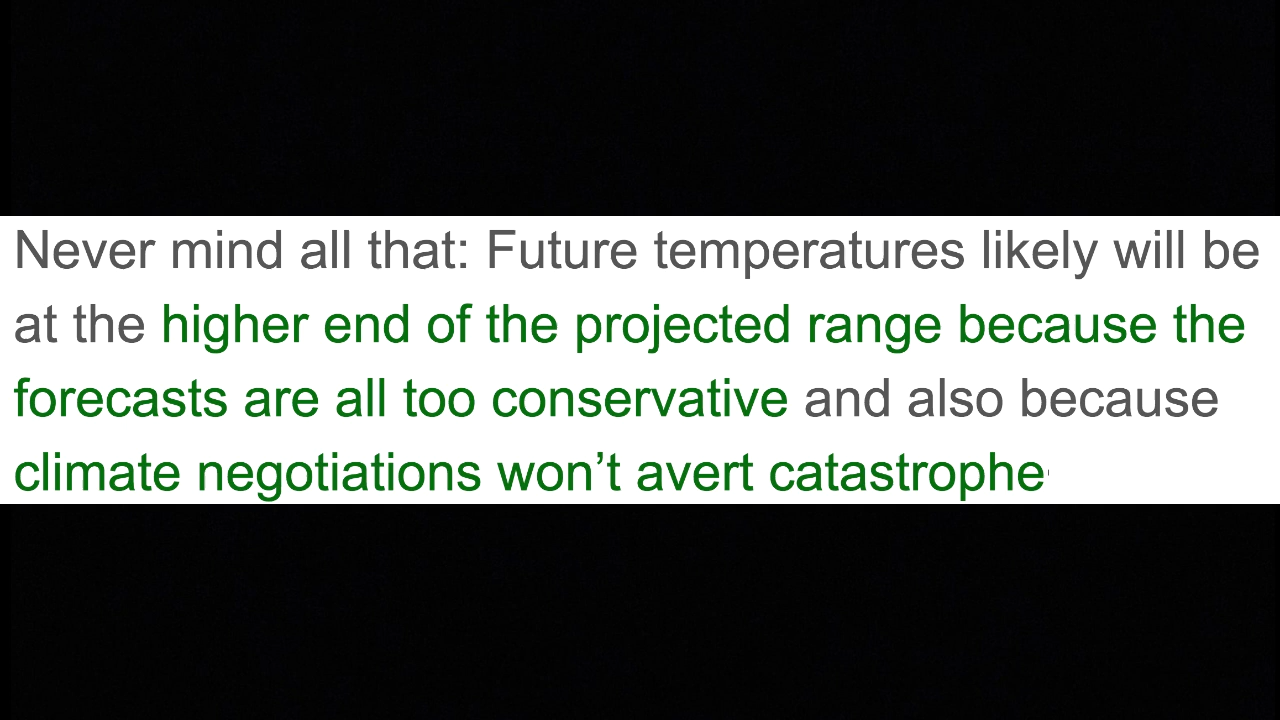 Never mind all that: Future temperatures likely will be
at the higher end of the projected range because the
forecasts are all too conservative and also because
climate negotiations won’t avert catastrophe